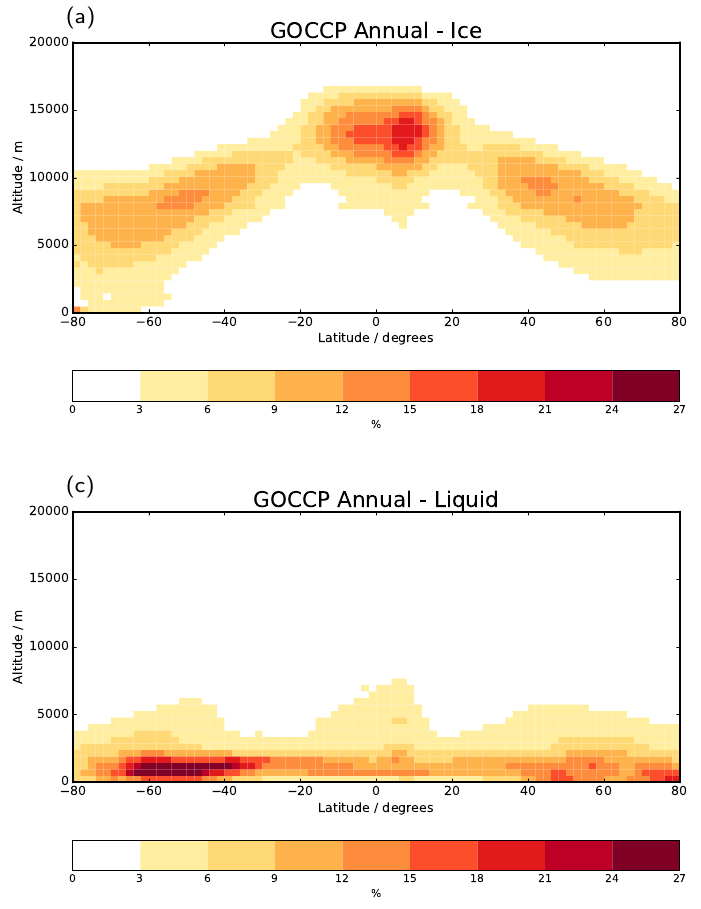 (a)
GOCCP Annual - Ice
20000
15000
10000
5000
0
Altitude / m
−80 −60 −40 −20 0 20 40 60 80
Latitude / degrees
0 3 6 9 12 15 18 21 24 27
%
(c)
GOCCP Annual - Liquid
20000
15000
10000
5000
0
Altitude / m
−80 −60 −40 −20 0 20 40 60 80
Latitude / degrees
0 3 6 9 12 15 18 21 24 27
%